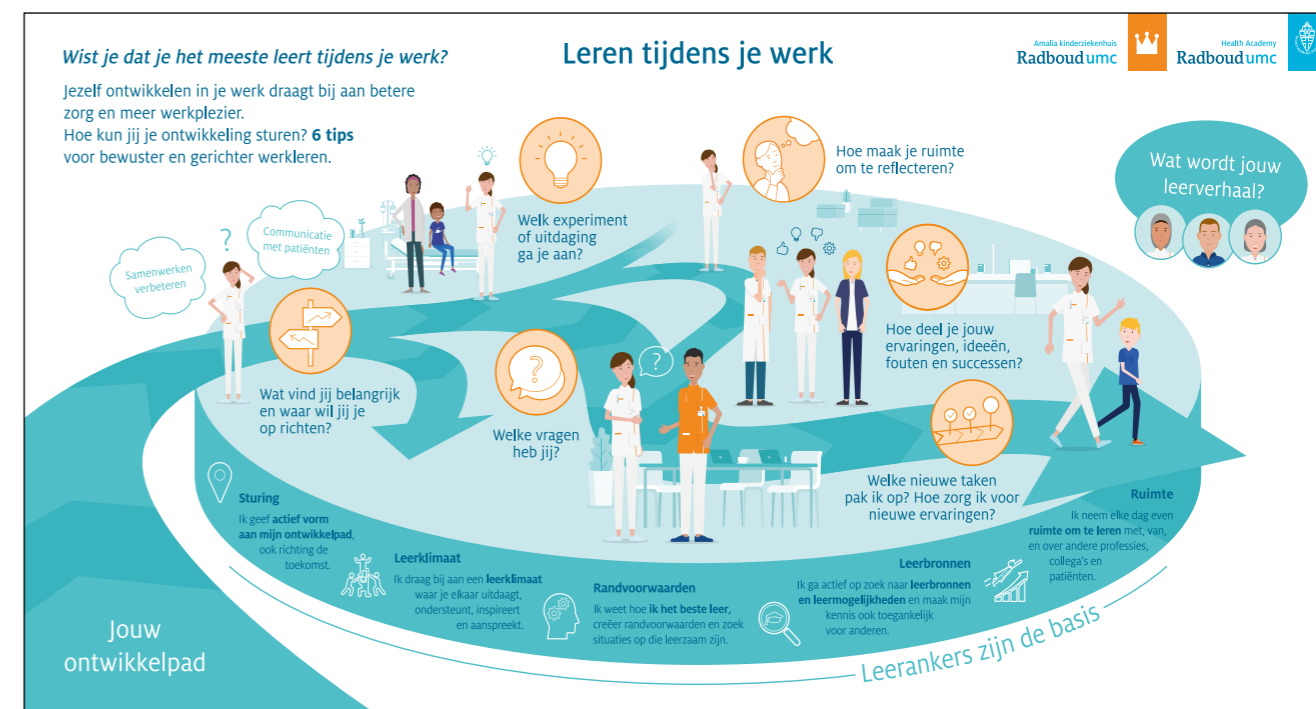 Wist je dat je het meeste leert tijdens je werk?
Jezelf ontwikkelen in je werk draagt bij aan betere
zorg en meer werkplezier.
Hoe kun jij je ontwikkeling sturen? 6 tips
voor bewuster en gerichter werkleren.
Leren tijdens je werk
Amalia kinderziekenhuis
Radboudumc
Health Academy
Radboudumc
Wat wordt jouw
leerverhaal?
Hoe maak je ruimte
om te reflecteren?
Welk experiment
of uitdaging
ga je aan?
Communicatie
met patiënten
?
Samenwerken
verbeteren
Wat vind jij belangrijk
en waar wil jij je
op richten?
?
Welke vragen
heb jij?
?
Hoe deel je jouw
ervaringen, ideeën,
fouten en successen?
Welke nieuwe taken
pak ik op? Hoe zorg ik voor
nieuwe ervaringen?
Sturing
Ik geef actief vorm
aan mijn ontwikkelpad,
ook richting de
toekomst.
Leerklimaat
Ik draag bij aan een leerklimaat
waar je elkaar uitdaagt,
ondersteunt, inspireert
en aanspreekt.
Randvoorwaarden
Ik weet hoe ik het beste leer,
creëer randvoorwaarden en zoek
situaties op die leerzaam zijn.
Leerbronnen
Ik ga actief op zoek naar leerbronnen
en leermogelijkheden en maak mijn
kennis ook toegankelijk
voor anderen.
Ruimte
Ik neem elke dag even
ruimte om te leren met, van,
en over andere professies,
collega's en
patiënten.
Jouw
ontwikkelpad
Leerankers zijn de basis